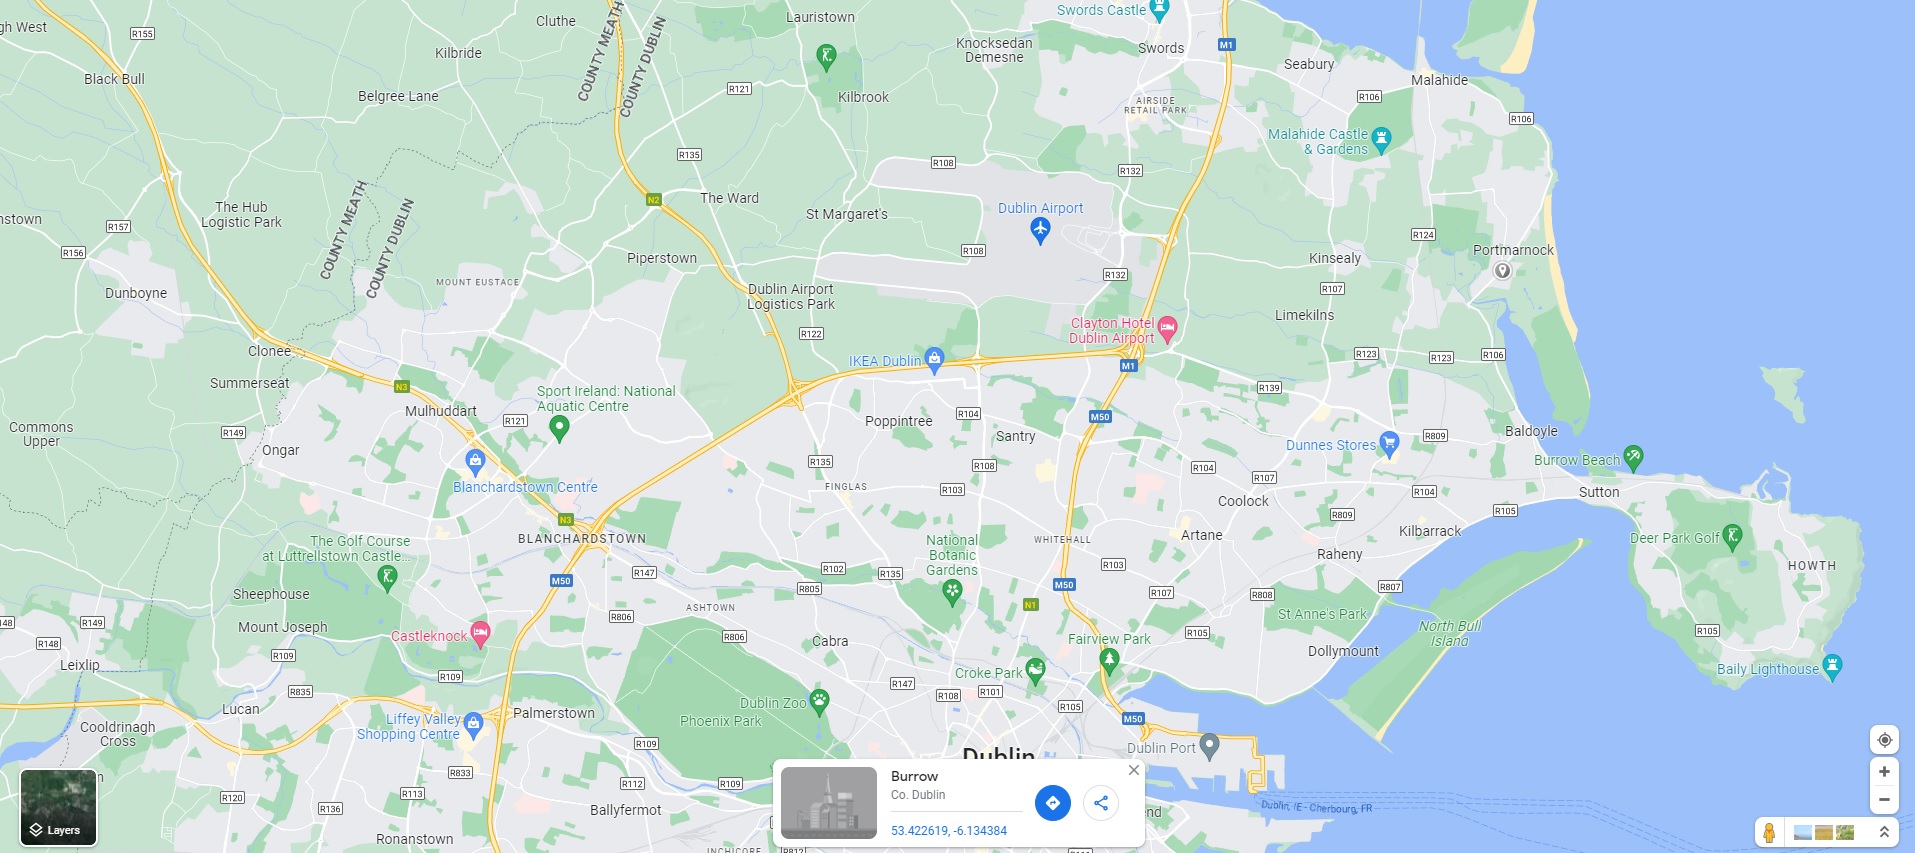 gh West
R155
Cluthe
COUNTY MEATH
COUNTY DUBLIN
Lauristown
Swords Castle
Knocksedan
Demesne
Swords
M1
Seabury
Malahide
Kilbride
Black Bull
Belgree Lane
R121
Kilbrook
AIRSIDE
RETAIL PARK
R106
R106
Malahide Castle
& Gardens
R135
R108
R132
N2
The Ward
St Margaret's
Dublin Airport
The Hub
Logistic Park
COUNTY MEATH
COUNTY DUBLIN
nstown
R157
R156
R124
Portmarnock
Piperstown
R108
Kinsealy
R132
MOUNT EUSTACE
Dunboyne
Dublin Airport
Logistics Park
R107
Limekilns
Clayton Hotel
Dublin Airport
R122
Clonee
IKEA Dublin
M1
R123
R123
R106
Summerseat
N3
Sport Ireland: National
Aquatic Centre
R139
Mulhuddart
R121
Poppintree
R104
M50
Commons
Upper
R149
Santry
Baldoyle
R809
Dunnes Stores
Ongar
Burrow Beach
R135
R108
R104
R107
Blanchardstown Centre
FINGLAS
R103
R104
Sutton
Coolock
R105
R809
N3
Kilbarrack
BLANCHARDSTOWN
The Golf Course
at Luttrellstown Castle...
National
Botanic
Gardens
WHITEHALL
Artane
Raheny
Deer Park Golf
HOWTH
R102
R135
R103
R147
M50
M50
R805
R107
R808
R807
Sheephouse
ASHTOWN
N1
St Anne's Park
148
R149
R806
Mount Joseph
Castleknock
R806
Cabra
Fairview Park
R105
North Bull
Island
R105
R148
Leixlip
R109
Dollymount
Croke Park
Baily Lighthouse
R109
R147
R108
R101
R835
Dublin Zoo
R105
Lucan
Palmerstown
Phoenix Park
M50
Liffey Valley
Shopping Centre
Cooldrinagh
Cross
R109
Dublin Port
Dublin
R833
R112
R109
n
R120
R113
R136
Ballyfermot
Ronanstown
INCHICORE
R812
end
Dublin, IE - Cherbourg, FR
Burrow
Co. Dublin
53.422619, -6.134384
Layers